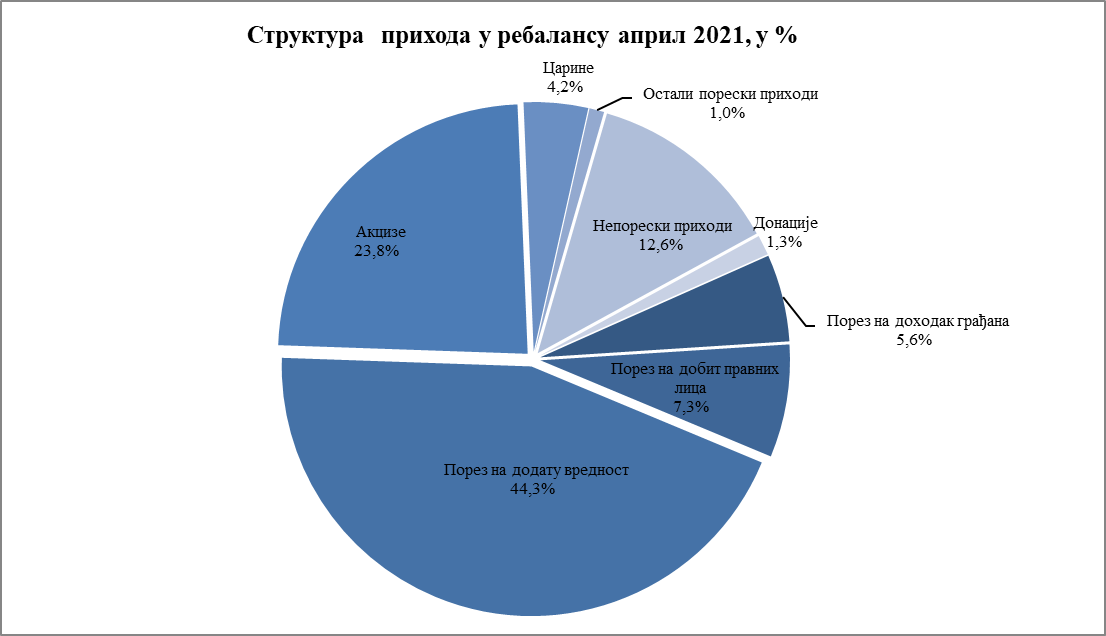 Структура прихода у ребалансу април 2021, у %
Царине
4,2%
Остали порески приходи
1,0%
Непорески приходи
12,6%
Донације
1,3%
Порез на доходак грађана
5,6%
Порез на добит правних
лица
7,3%
Порез на додату вредност
44,3%
Акцизе
23,8%